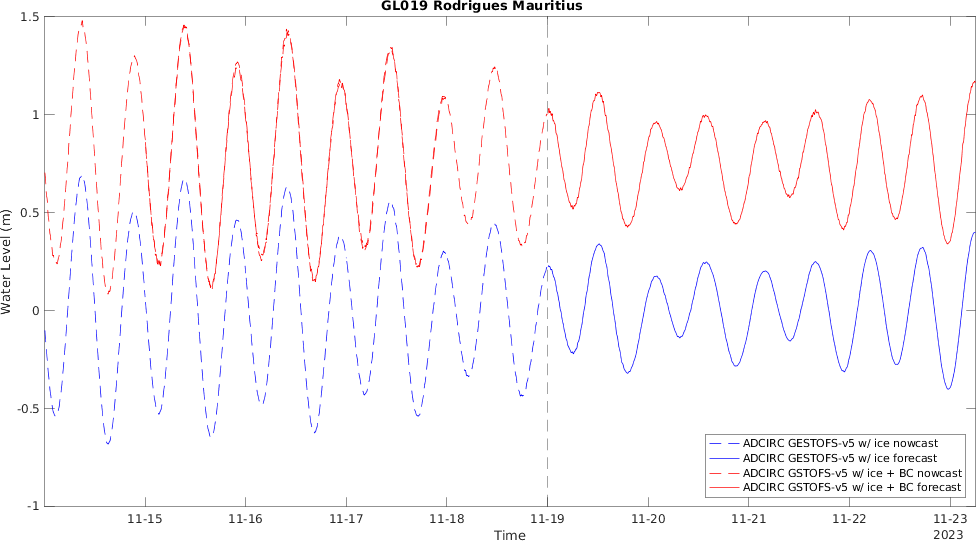 GL019 Rodrigues Mauritius
1.5
1
0.5
0
-0.5
-1
Water Level (m)
ADCIRC GESTOFS-v5 w/ ice nowcast
ADCIRC GESTOFS-v5 w/ ice forecast
ADCIRC GSTOFS-v5 w/ ice + BC nowcast
ADCIRC GSTOFS-v5 w/ ice + BC forecast
11-15 11-16 11-17 11-18 11-19 11-20 11-21 11-22 11-23
Time
2023